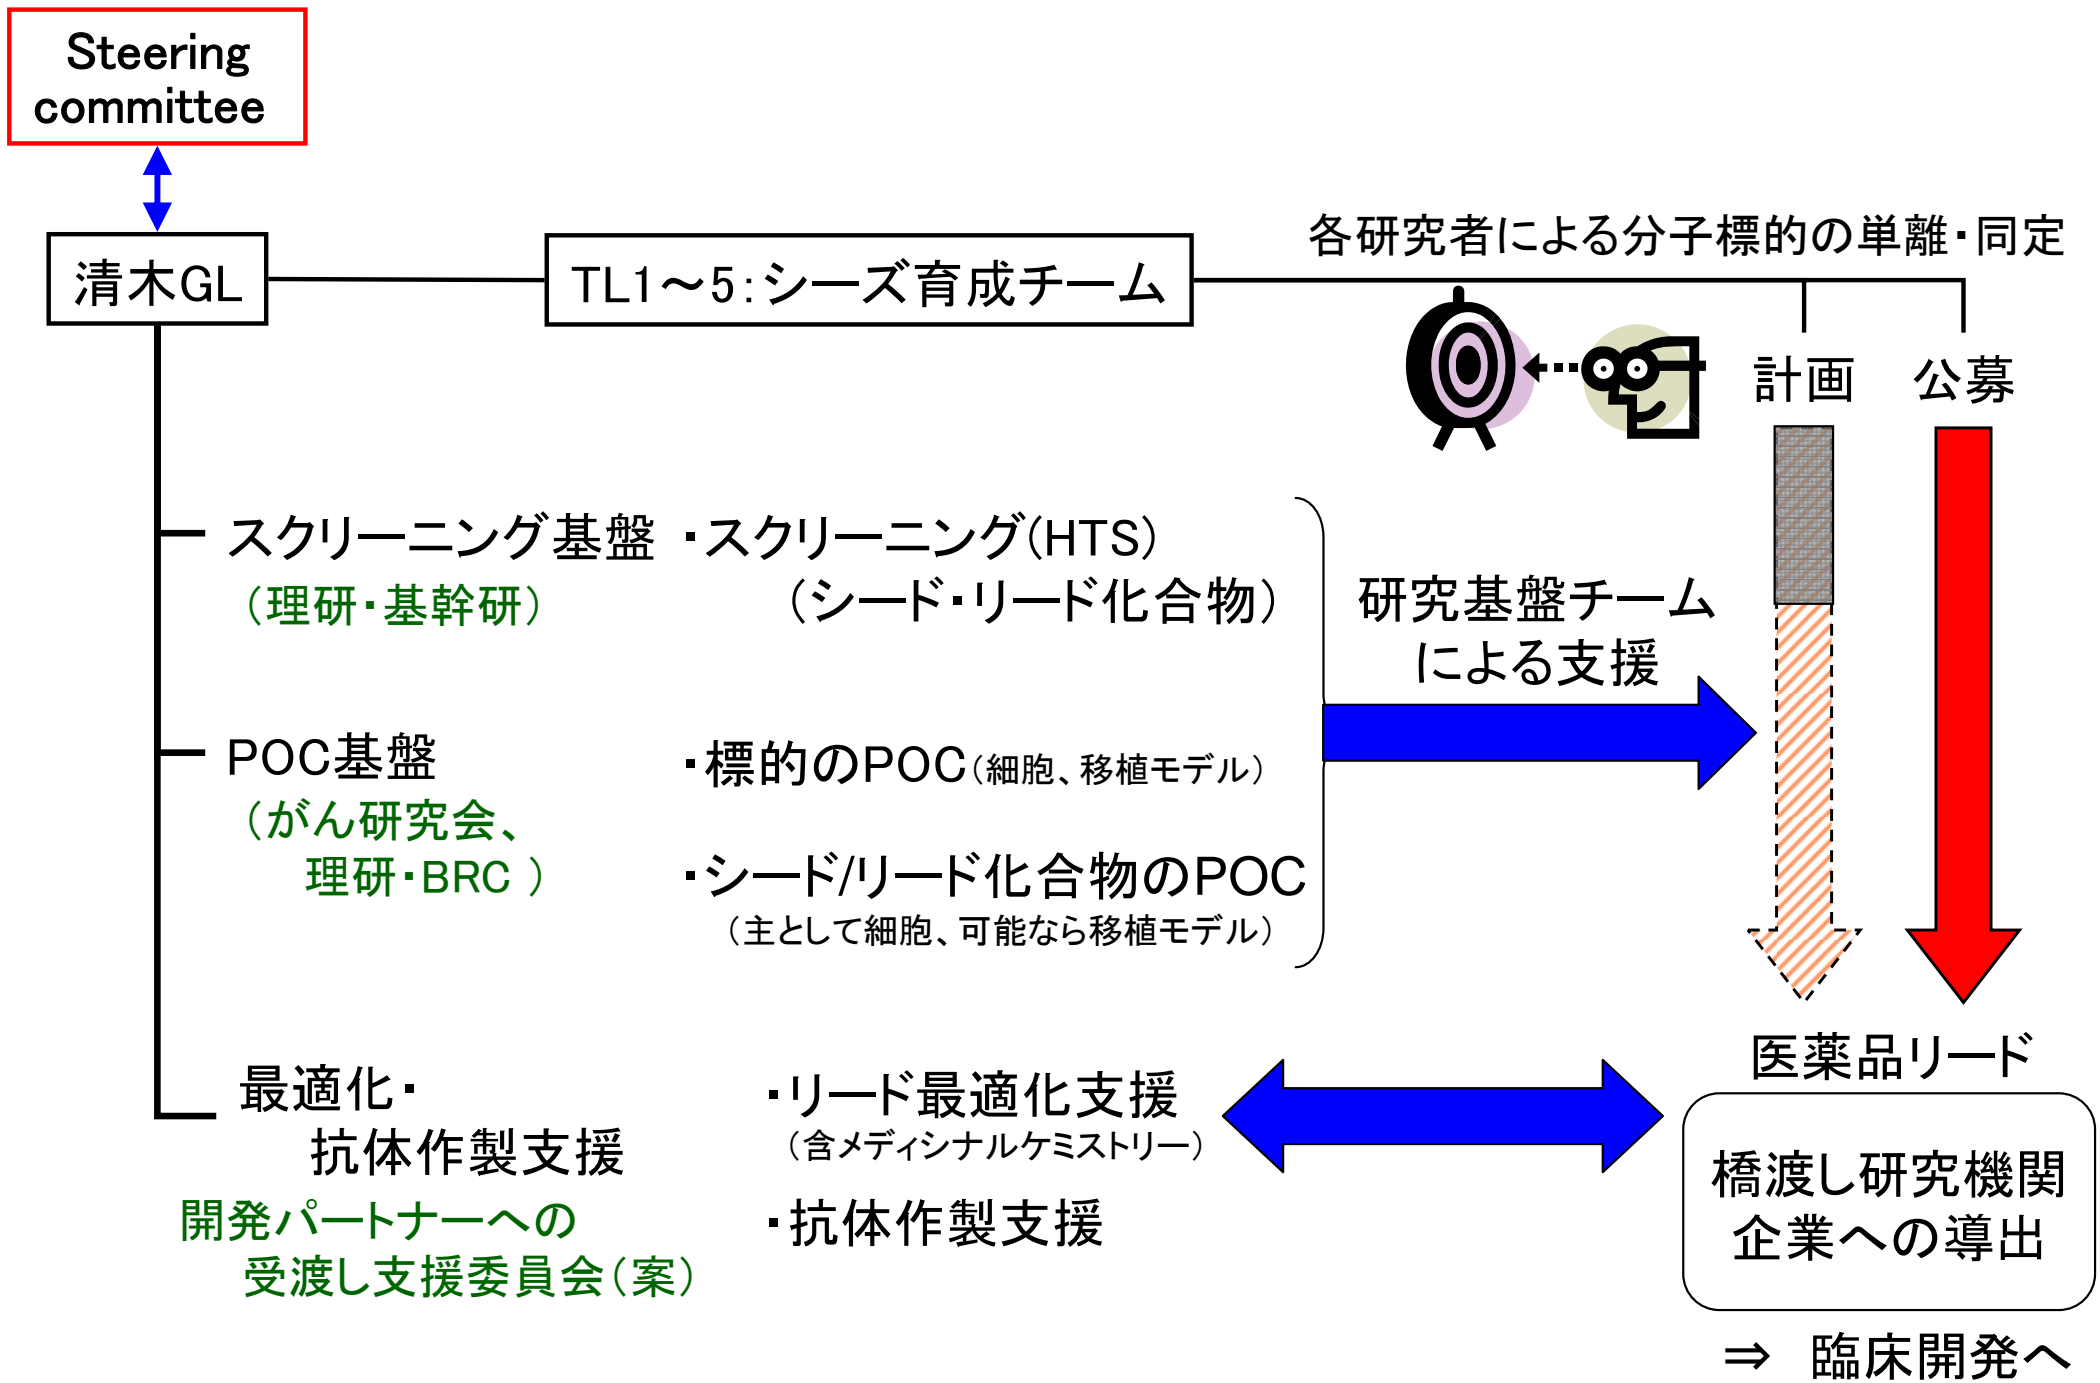 Steering
committee
清木GL
TL1～5：シーズ育成チーム
各研究者による分子標的の単離・同定
計画
公募
スクリーニング基盤
（理研・基幹研）
・スクリーニング(HTS)
（シード・リード化合物）
研究基盤チーム
による支援
POC基盤
（がん研究会、
理研・BRC ）
・標的のPOC（細胞、移植モデル）
・シード/リード化合物のPOC
（主として細胞、可能なら移植モデル）
最適化・
抗体作製支援
開発パートナーへの
受渡し支援委員会（案）
・リード最適化支援
（含メディシナルケミストリー）
・抗体作製支援
医薬品リード
橋渡し研究機関
企業への導出
⇒　臨床開発へ